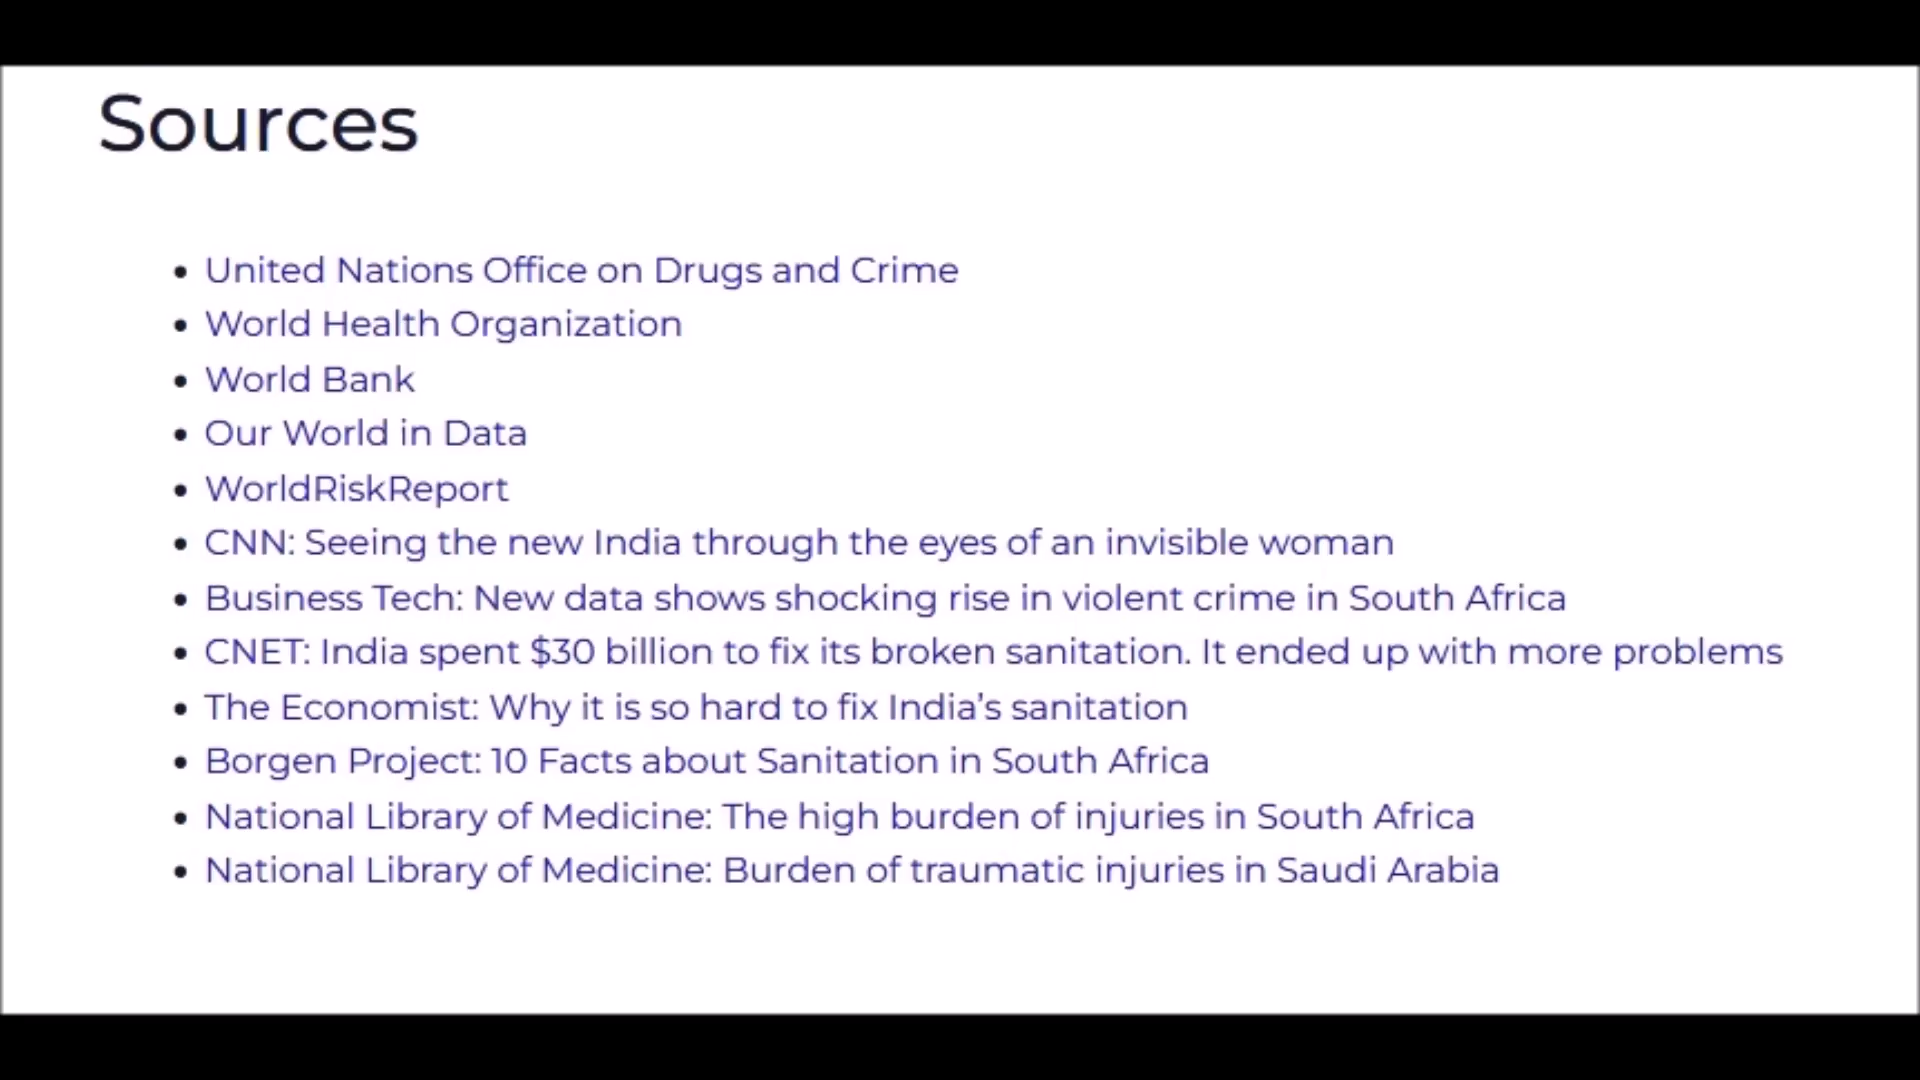 Sources
• United Nations Office on Drugs and Crime
• World Health Organization
• World Bank
• Our World in Data
• WorldRiskReport
• CNN: Seeing the new India through the eyes of an invisible woman
• Business Tech: New data shows shocking rise in violent crime in South Africa
• CNET: India spent $30 billion to fix its broken sanitation. It ended up with more problems
• The Economist: Why it is so hard to fix India’s sanitation
• Borgen Project: 10 Facts about Sanitation in South Africa
• National Library of Medicine: The high burden of injuries in South Africa
• National Library of Medicine: Burden of traumatic injuries in Saudi Arabia